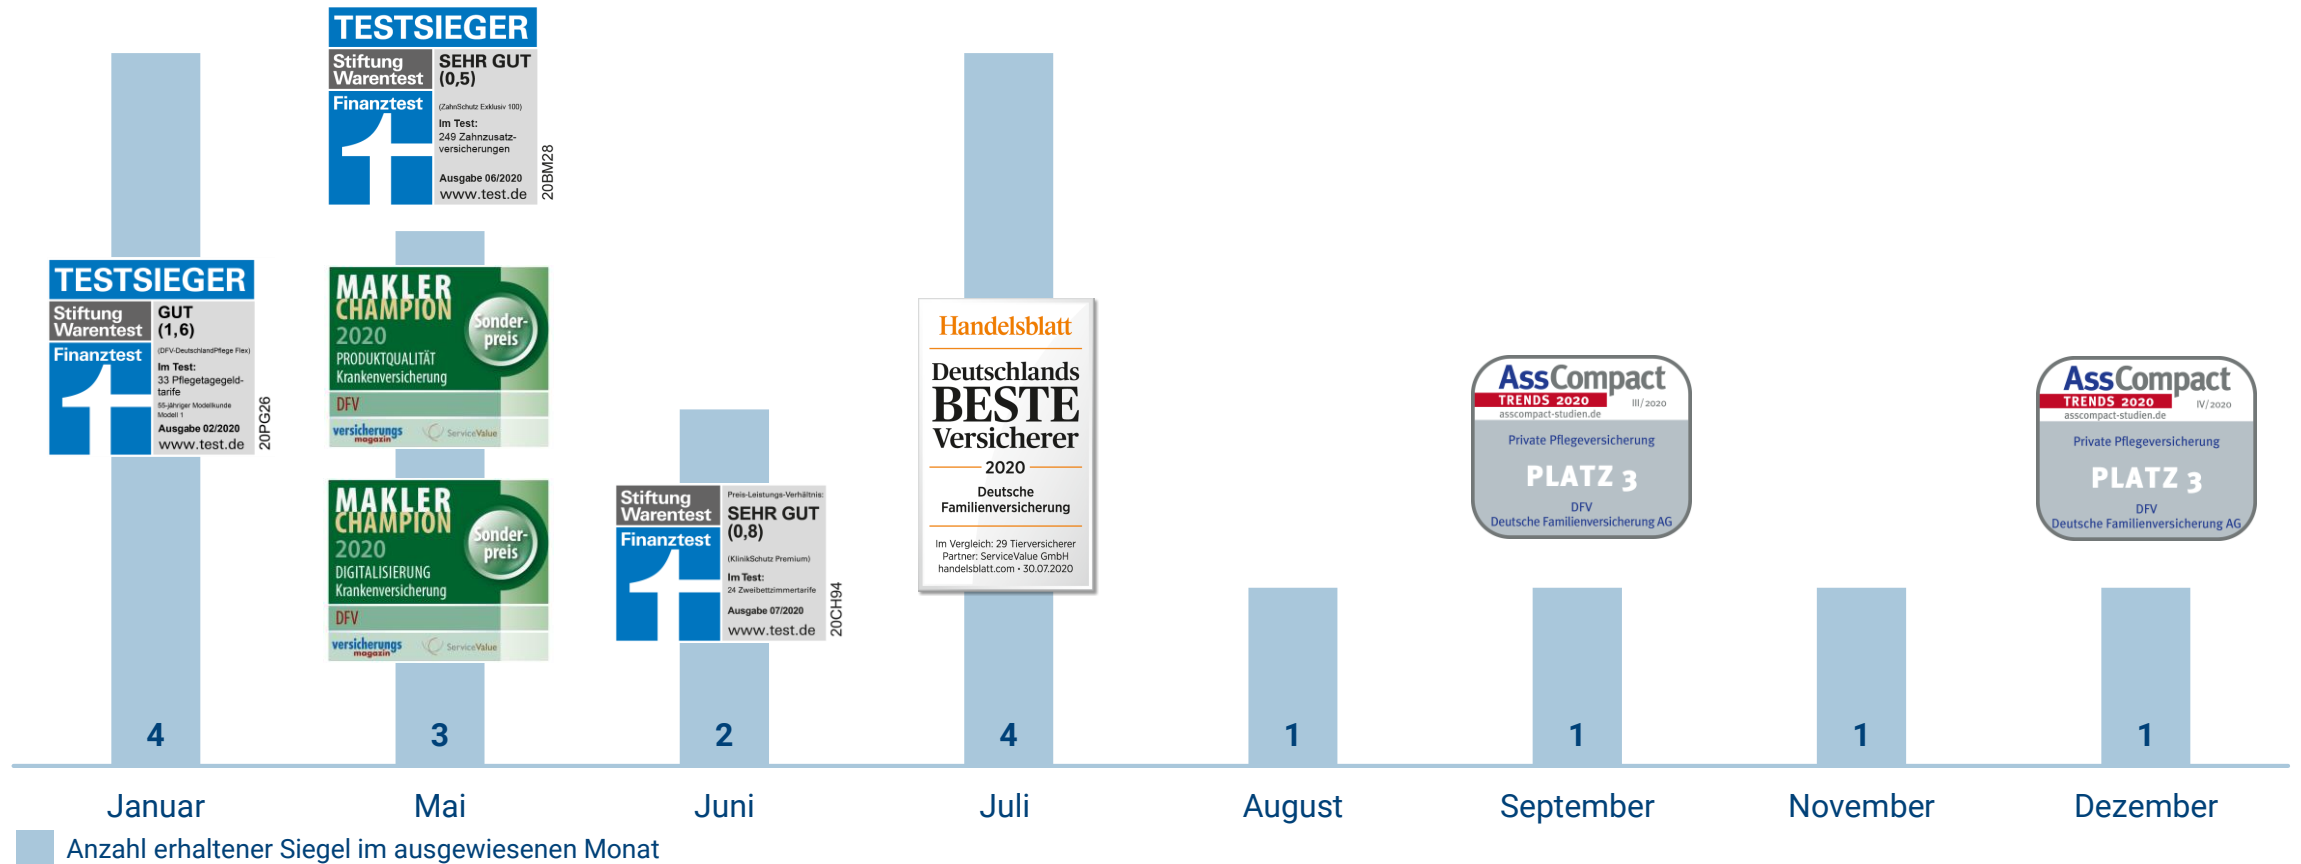 TESTSIEGER
Stiftung
Warentest
GUT
(1,6)
Finanztest
(DFV-DeutschlandPflege Flex)
Im Test:
33 Pflegetagegeld-
tarife
55-jähriger Modellkunde
Modell 1
Ausgabe 02/2020
www.test.de
20PG26
TESTSIEGER
Stiftung
Warentest
SEHR GUT
(0,5)
Finanztest
(ZahnSchutz Exklusiv 100)
Im Test:
249 Zahnzusatz-
versicherungen
Ausgabe 06/2020
www.test.de
20BM28
MAKLER
CHAMPION
2020
Sonder-
preis
PRODUKTQUALITÄT
Krankenversicherung
DFV
versicherungs
magazin
ServiceValue
MAKLER
CHAMPION
2020
Sonder-
preis
DIGITALISIERUNG
Krankenversicherung
DFV
versicherungs
magazin
ServiceValue
Stiftung
Warentest
Preis-Leistungs-Verhältnis:
SEHR GUT
(0,8)
Finanztest
(KlinikSchutz Premium)
Im Test:
24 Zweibettzimmertarife
Ausgabe 07/2020
www.test.de
20CH94
Handelsblatt
Deutschlands
BESTE
Versicherer
2020
Deutsche
Familienversicherung
Im Vergleich: 29 Tierversicherer
Partner: ServiceValue GmbH
handelsblatt.com • 30.07.2020
AssCompact
TRENDS 2020
III/2020
asscompact-studien.de
Private Pflegeversicherung
PLATZ 3
DFV
Deutsche Familienversicherung AG
AssCompact
TRENDS 2020
IV/2020
asscompact-studien.de
Private Pflegeversicherung
PLATZ 3
DFV
Deutsche Familienversicherung AG
4 3 2 4 1 1 1 1
Januar Mai Juni Juli August September November Dezember
Anzahl erhaltener Siegel im ausgewiesenen Monat